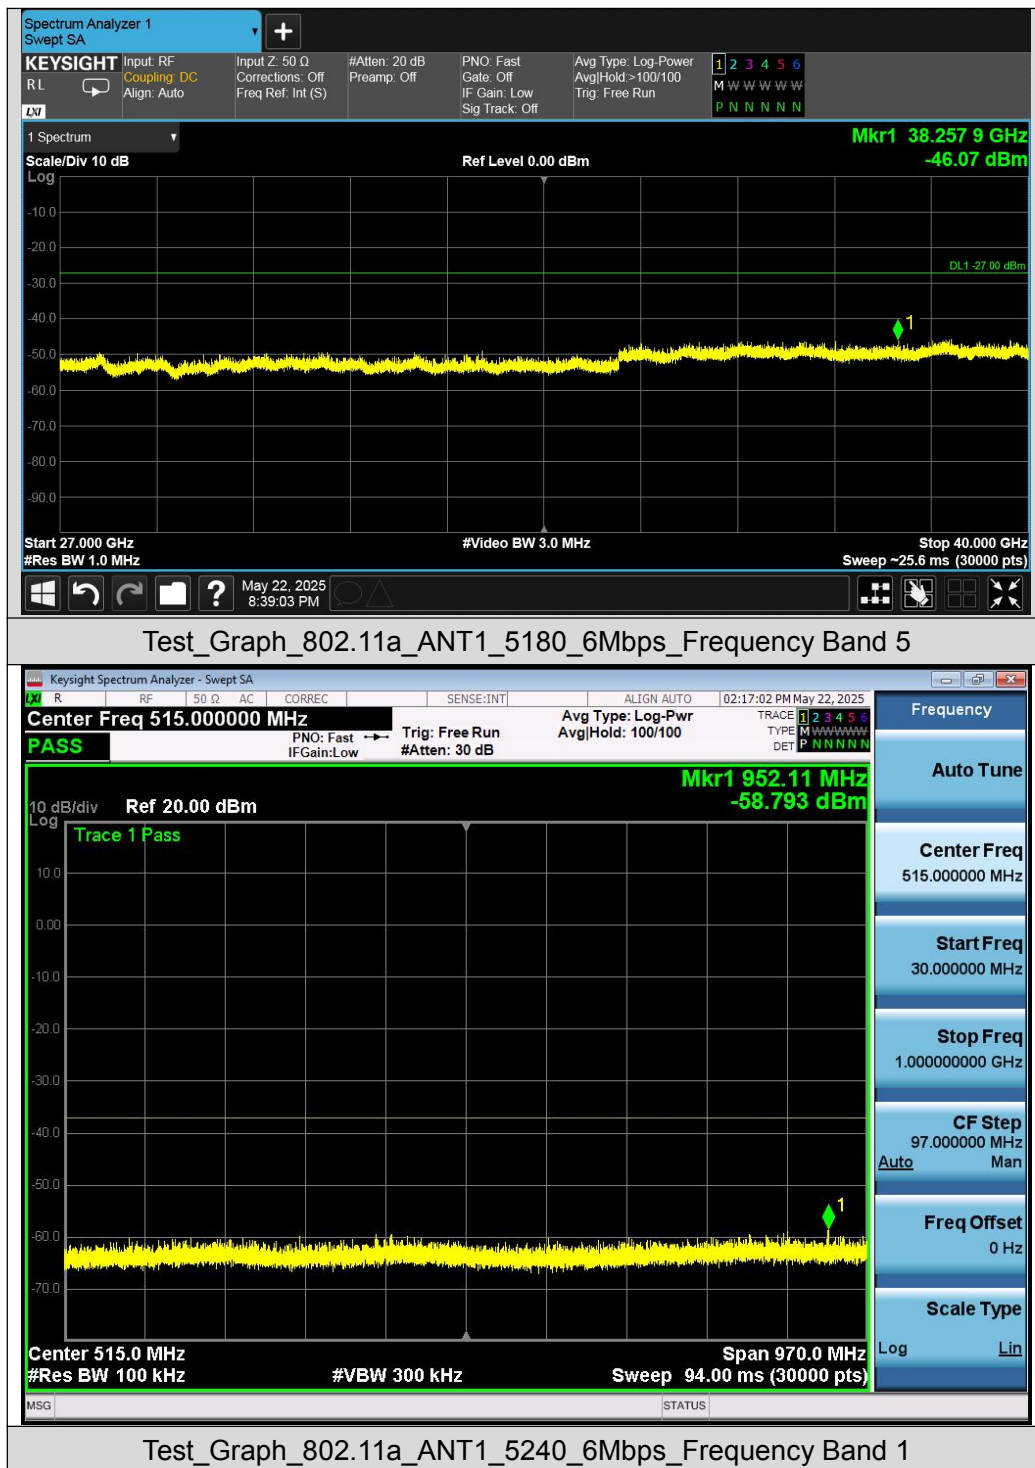 Spectrum Analyzer 1
Swept SA
KEYSIGHT
RL
LXI
Input: RF
Coupling: DC
Align: Auto
Input Z: 50 Ω
Corrections: Off
Freq Ref: Int (S)
#Atten: 20 dB
Preamp: Off
PNO: Fast
Gate: Off
IF Gain: Low
Sig Track: Off
Avg Type: Log-Power
Avg|Hold:>100/100
Trig: Free Run
1 2 3 4 5 6
M W W W W W
P N N N N N
1 Spectrum
Scale/Div 10 dB
Log
Ref Level 0.00 dBm
Mkr1 38.257 9 GHz
-46.07 dBm
-10.0
-20.0
DL1 -27.00 dBm
-30.0
-40.0
1
-50.0
-60.0
-80.0
-90.0
Start 27.000 GHz
#Res BW 1.0 MHz
#Video BW 3.0 MHz
Stop 40.000 GHz
Sweep ~25.6 ms (30000 pts)
?
May 22, 2025
8:39:03 PM
Test_Graph_802.11a_ANT1_5180_6Mbps_Frequency Band 5
Keysight Spectrum Analyzer - Swept SA
LXI R RF 50 Ω AC CORREC SENSE:INT ALIGN AUTO 02:17:02 PM May 22, 2025
Center Freq 515.000000 MHz
PASS
PNO: Fast
IFGain:Low
Trig: Free Run
#Atten: 30 dB
Avg Type: Log-Pwr
Avg|Hold: 100/100
TRACE 1 2 3 4 5 6
TYPE M W W W W W
DET P N N N N N
Mkr1 952.11 MHz
-58.793 dBm
10 dB/div
Log
Ref 20.00 dBm
Trace 1 Pass
10.0
0.00
-10.0
-20.0
-30.0
-40.0
-50.0
1
-60.0
-70.0
Center 515.0 MHz
#Res BW 100 kHz
#VBW 300 kHz
Span 970.0 MHz
Sweep 94.00 ms (30000 pts)
MSG
STATUS
Frequency
Auto Tune
Center Freq
515.000000 MHz
Start Freq
30.000000 MHz
Stop Freq
1.000000000 GHz
CF Step
97.000000 MHz
Auto Man
Freq Offset
0 Hz
Scale Type
Log Lin
Test_Graph_802.11a_ANT1_5240_6Mbps_Frequency Band 1